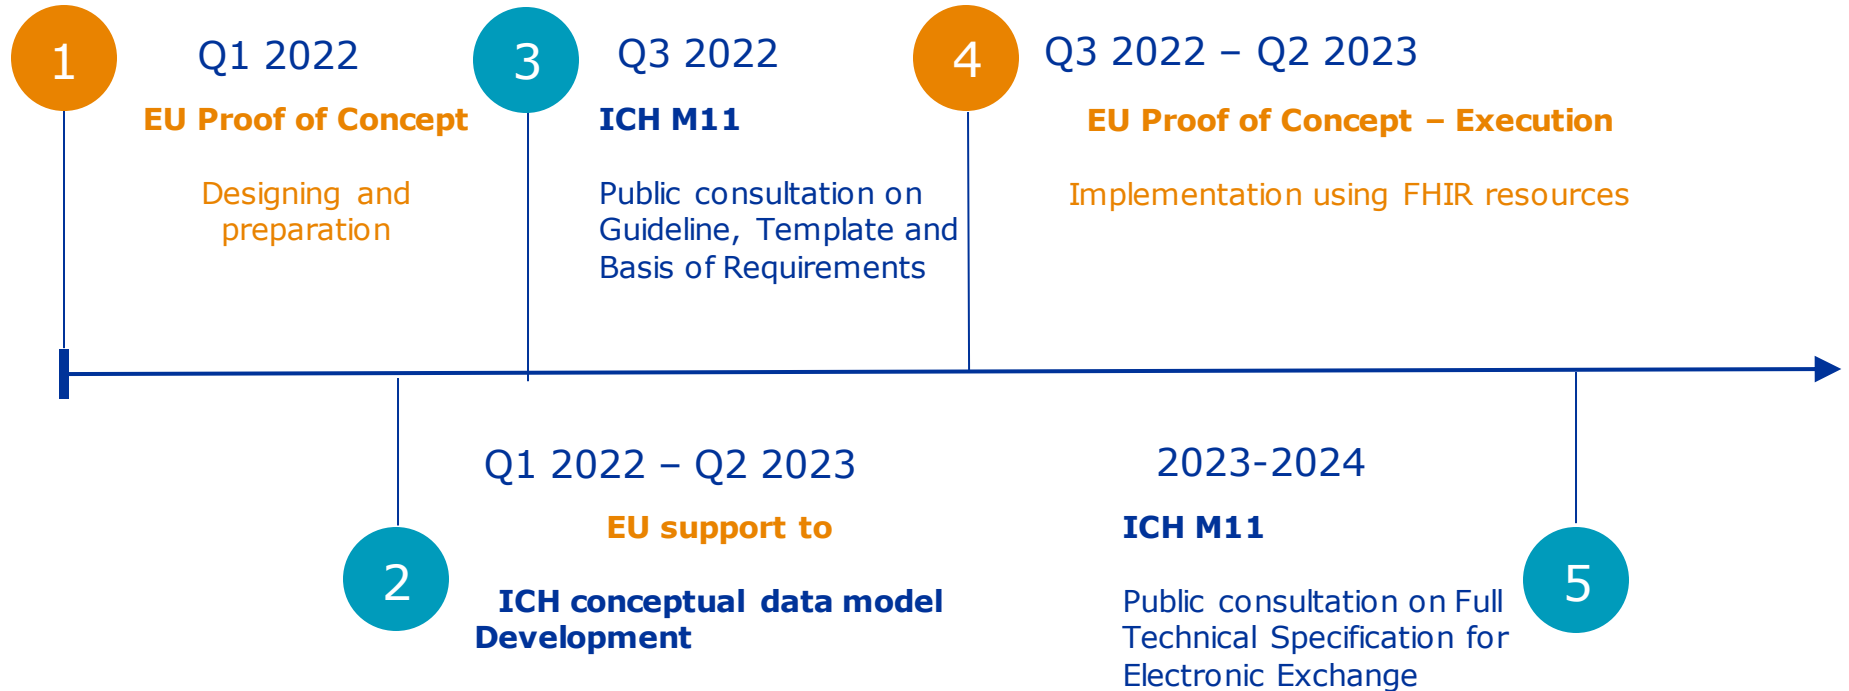 1
Q1 2022
EU Proof of Concept
Designing and
preparation
3
Q3 2022
ICH M11
Public consultation on
Guideline, Template and
Basis of Requirements
4
Q3 2022 – Q2 2023
EU Proof of Concept – Execution
Implementation using FHIR resources
2
Q1 2022 – Q2 2023
EU support to
ICH conceptual data model
Development
2023-2024
ICH M11
Public consultation on Full
Technical Specification for
Electronic Exchange
5